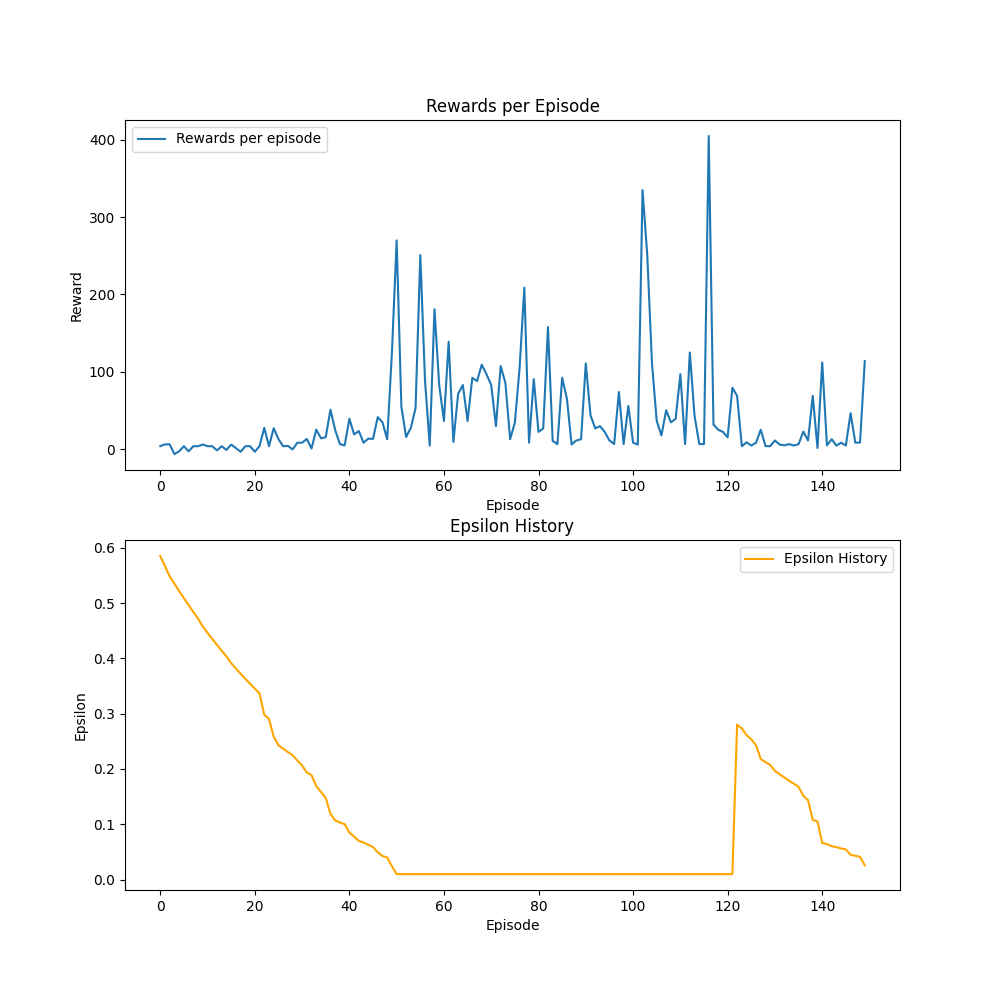 Rewards per Episode
Rewards per episode
400
300
200
100
0
Reward
0 20 40 60 80 100 120 140
Episode
Epsilon History
Epsilon History
0.6
0.5
0.4
0.3
0.2
0.1
0.0
Epsilon
0 20 40 60 80 100 120 140
Episode